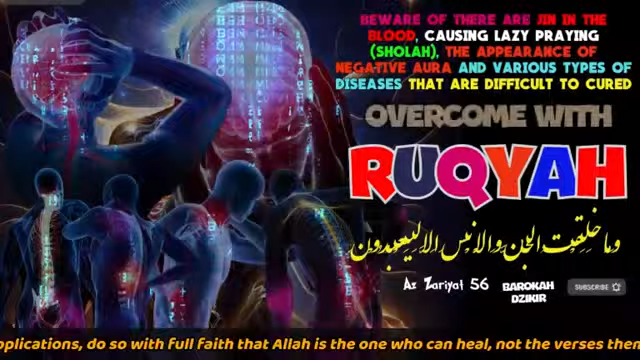 BEWARE OF THERE ARE JIN IN THE
BLOOD, CAUSING LAZY PRAYING
(SHOLAH), THE APPEARANCE OF
NEGATIVE AURA AND VARIOUS TYPES OF
DISEASES THAT ARE DIFFICULT TO CURED
OVERCOME WITH
RUQYAH
وما خلقت الجن والانس الا ليعبدون
Az Zariyat 56
BAROKAH
DZIKIR
SUBSCRIBE
pplications, do so with full faith that Allah is the one who can heal, not the verses them